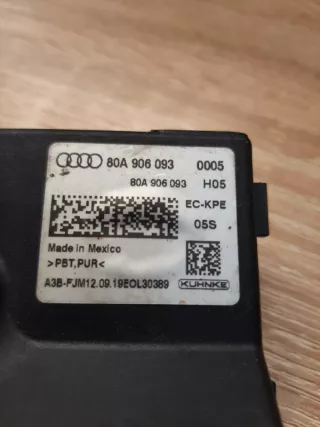 80A 906 093 0005
80A 906 093 H05
EC-KPE
05S
Made in Mexico
>PBT,PUR<
A3B-FJM12.09.19EOL30389
KUHNKE